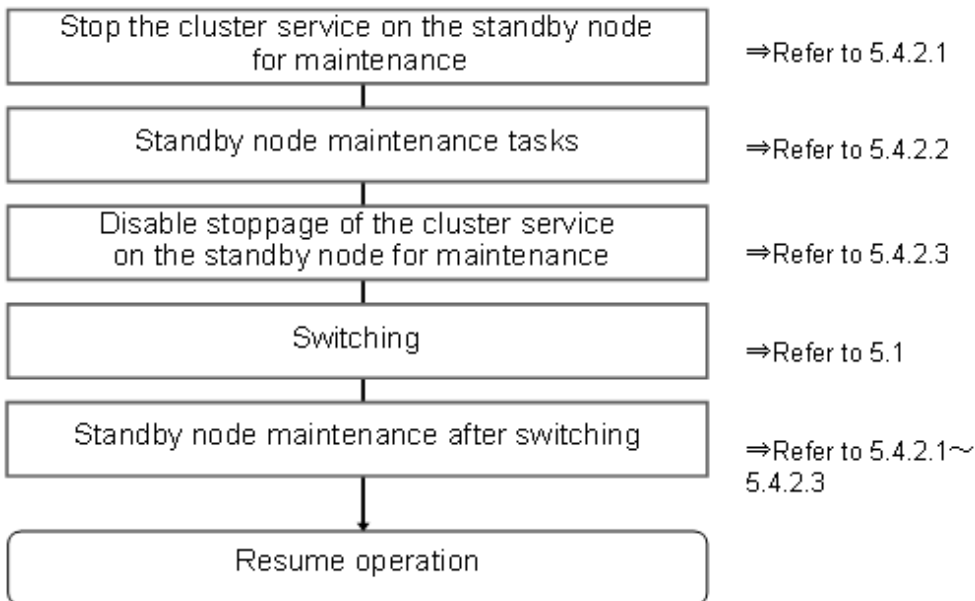 Stop the cluster service on the standby node
for maintenance
⇒Refer to 5.4.2.1
Standby node maintenance tasks
⇒Refer to 5.4.2.2
Disable stoppage of the cluster service
on the standby node for maintenance
⇒Refer to 5.4.2.3
Switching
⇒Refer to 5.1
Standby node maintenance after switching
⇒Refer to 5.4.2.1～
5.4.2.3
Resume operation